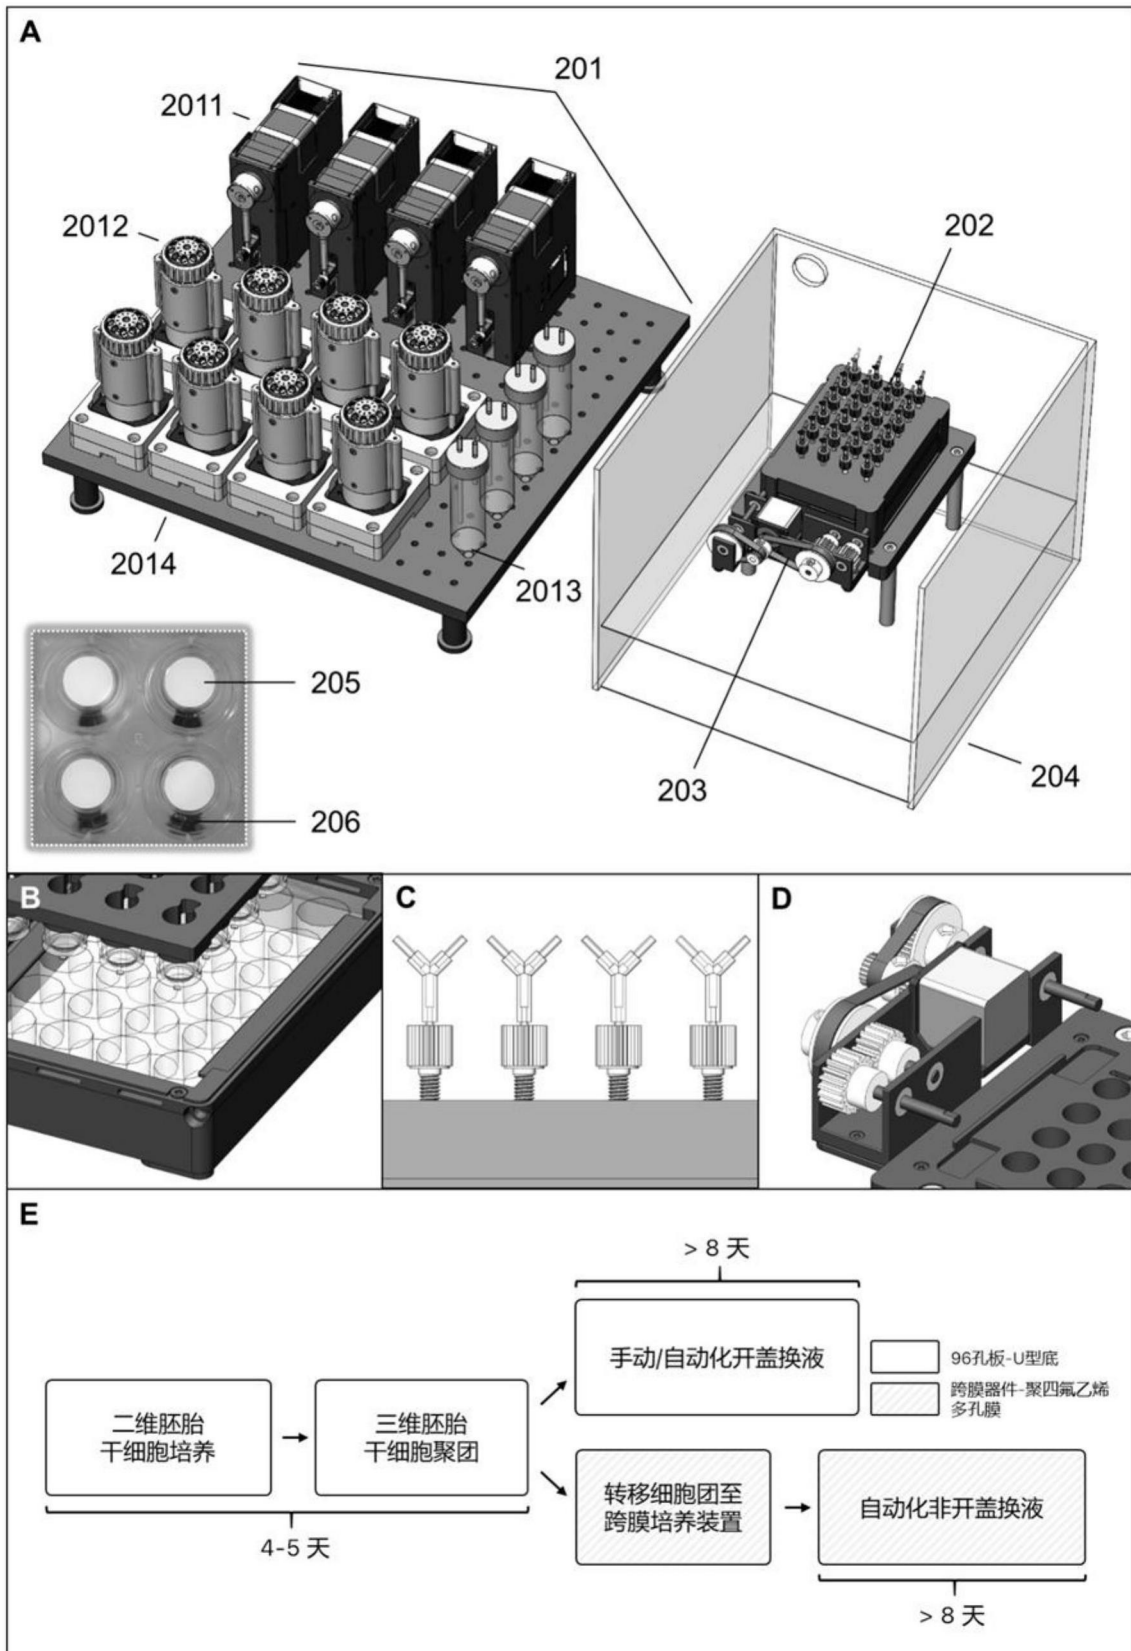 A
201
2011
2012
202
2014
2013
205
206
203
204
B
C
D
E
> 8 天
手动/自动化开盖换液
96孔板-U型底
跨膜器件-聚四氟乙烯
多孔膜
二维胚胎
干细胞培养
三维胚胎
干细胞聚团
4-5 天
转移细胞团至
跨膜培养装置
自动化非开盖换液
> 8 天